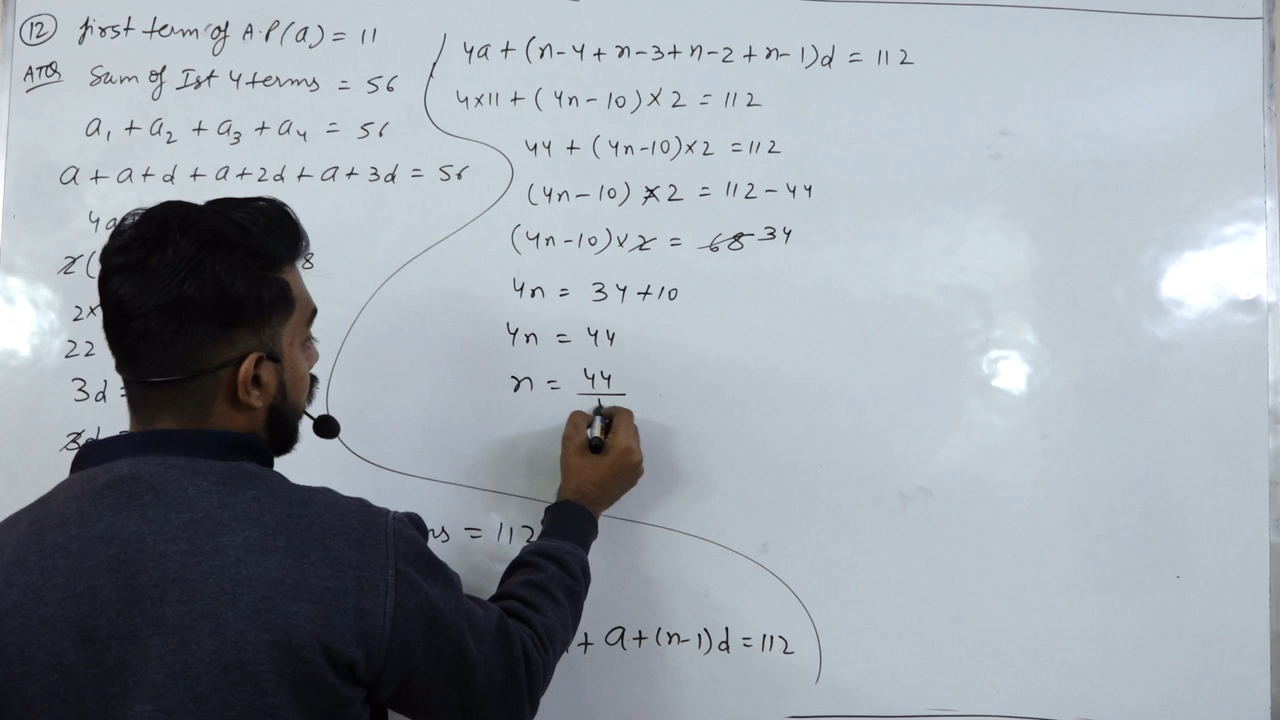 (12) first term of A.P(a) = 11
ATQ Sum of Ist 4 terms = 56
a₁ + a₂ + a₃ + a₄ = 56
a + a + d + a + 2d + a + 3d = 56
4a
2(
8
2×
22
3d =
3d =
ms = 112
+ a + (n-1)d = 112
4a + (n-4 + n-3 + n-2 + n-1)d = 112
4×11 + (4n-10)×2 = 112
44 + (4n-10)×2 = 112
(4n-10)×2 = 112-44
(4n-10)×2 = 68 34
4n = 34+10
4n = 44
n = 44